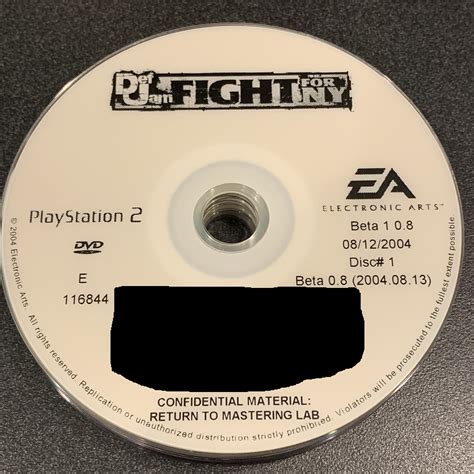 Def Jam FIGHT FOR NY
PlayStation 2
DVD
E
116844
EA
ELECTRONIC ARTS™
Beta 1 0.8
08/12/2004
Disc# 1
Beta 0.8 (2004.08.13)
CONFIDENTIAL MATERIAL:
RETURN TO MASTERING LAB
© 2004 Electronic Arts. All rights reserved. Replication or unauthorized distribution strictly prohibited. Violators will be prosecuted to the fullest extent possible